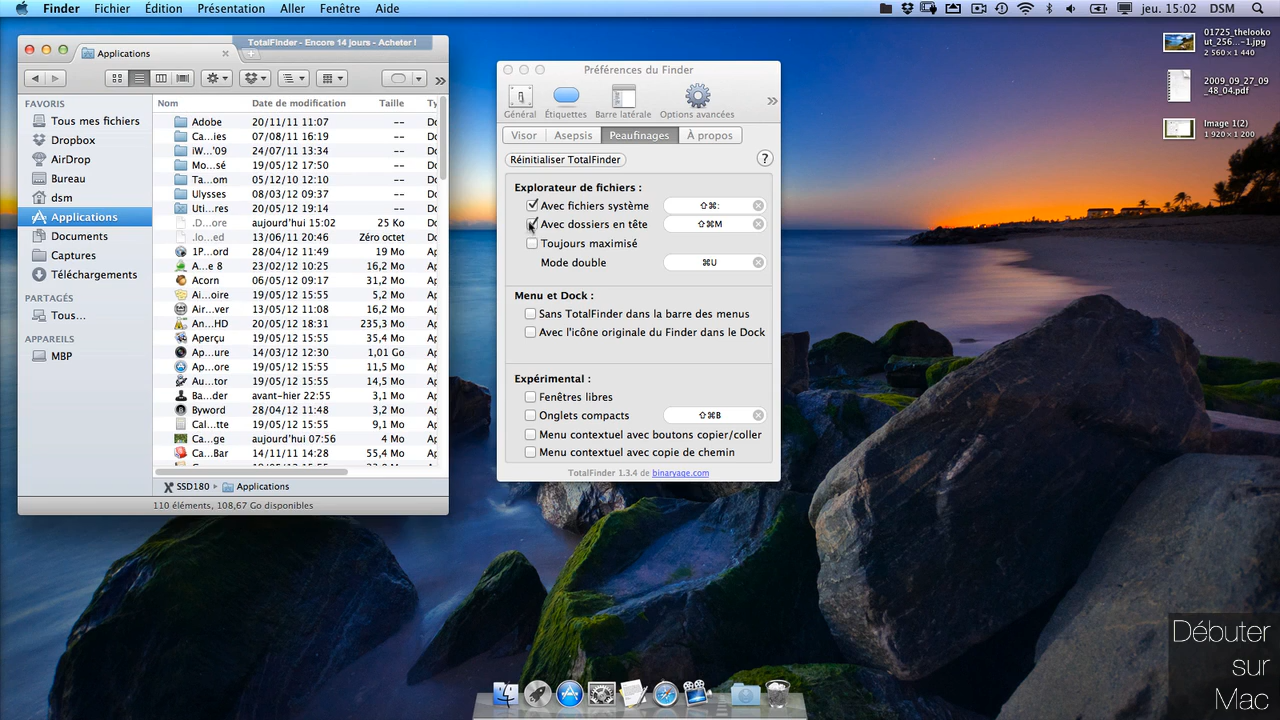 Finder Fichier Édition Présentation Aller Fenêtre Aide jeu. 15:02 DSM
TotalFinder - Encore 14 jours - Acheter !
Applications
FAVORIS
Tous mes fichiers
Dropbox
AirDrop
Bureau
dsm
Applications
Documents
Captures
Téléchargements
PARTAGÉS
Tous...
APPAREILS
MBP
Nom Date de modification Taille Ty
Adobe 20/11/11 11:07 --
Ca...ies 07/08/11 16:19 --
iW...'09 24/07/11 13:34 --
Mo...sé 19/05/12 17:50 --
Ta...om 05/12/10 12:10 --
Ulysses 08/03/12 09:37 --
Uti...res 20/05/12 19:14 --
.D...ore aujourd'hui 15:02 25 Ko Do
.lo...ed 13/06/11 20:46 Zéro octet Do
1P...ord 28/04/12 11:49 19 Mo
A...e 8 23/02/12 10:25 16,2 Mo
Acorn 06/05/12 09:17 31,2 Mo
Ai...oire 19/05/12 15:55 5,2 Mo
Air...ver 13/05/12 11:08 16,2 Mo
An...HD 20/05/12 18:31 235,3 Mo
Aperçu 19/05/12 15:55 35,4 Mo
Ap...ure 14/03/12 12:30 1,01 Go
Ap...ore 19/05/12 15:55 11,5 Mo
Au...tor 19/05/12 15:55 14,5 Mo
Ba...der avant-hier 22:55 3,1 Mo
Byword 28/04/12 11:48 3,2 Mo
Cal...tte 19/05/12 15:55 9,1 Mo
Ca...ge aujourd'hui 07:56 4 Mo
Ca...Bar 14/11/11 14:28 55,4 Mo
SSD180 Applications
110 éléments, 108,67 Go disponibles
Préférences du Finder
Général Étiquettes Barre latérale Options avancées
Visor Asepsis Peaufinages À propos
Réinitialiser TotalFinder ?
Explorateur de fichiers :
Avec fichiers système ⇧⌘:
Avec dossiers en tête ⇧⌘M
Toujours maximisé
Mode double ⌘U
Menu et Dock :
Sans TotalFinder dans la barre des menus
Avec l'icône originale du Finder dans le Dock
Expérimental :
Fenêtres libres
Onglets compacts ⇧⌘B
Menu contextuel avec boutons copier/coller
Menu contextuel avec copie de chemin
TotalFinder 1.3.4 de binaryage.com
01725_thelooko
ut_256...-1.jpg
2 560 × 1 440
2009_09_27_09
_48_04.pdf
Image 1(2)
1 920 × 1 200
Débuter
sur
Mac